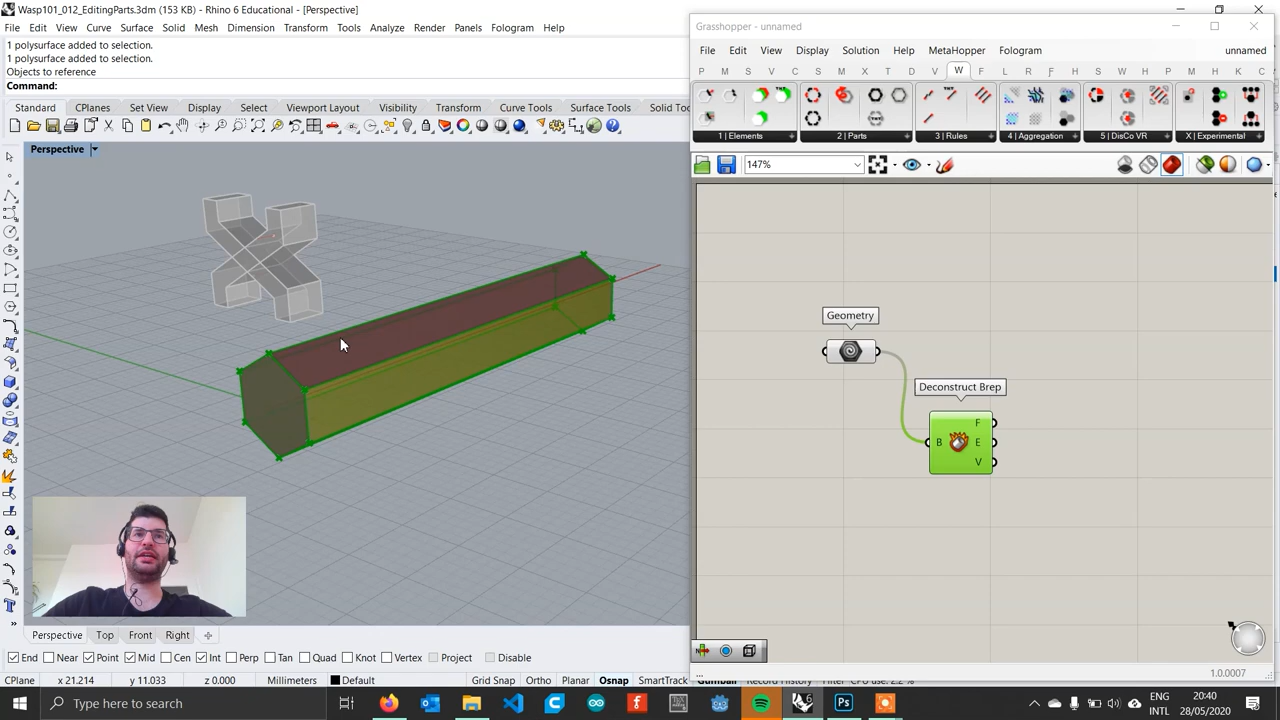 Wasp101_012_EditingParts.3dm (153 KB) - Rhino 6 Educational - [Perspective]
File Edit View Curve Surface Solid Mesh Dimension Transform Tools Analyze Render Panels Fologram Help
1 polysurface added to selection.
1 polysurface added to selection.
Objects to reference
Command:
Standard CPlanes Set View Display Select Viewport Layout Visibility Transform Curve Tools Surface Tools Solid To
Perspective
Perspective Top Front Right
End Near Point Mid Cen Int Perp Tan Quad Knot Vertex Project Disable
CPlane x 21.214 y 11.033 z 0.000 Millimeters Default Grid Snap Ortho Planar Osnap SmartTrack Gumball Record History Filter
Grasshopper - unnamed
File Edit View Display Solution Help MetaHopper Fologram unnamed
P M S V C S M X A T D V W F L R F H S W H P M H K C
1 | Elements 2 | Parts 3 | Rules 4 | Aggregation 5 | DisCo VR X | Experimental
147%
Geometry
Deconstruct Brep
B F
E
V
...
1.0.0007
Type here to search
ENG
INTL
20:40
28/05/2020